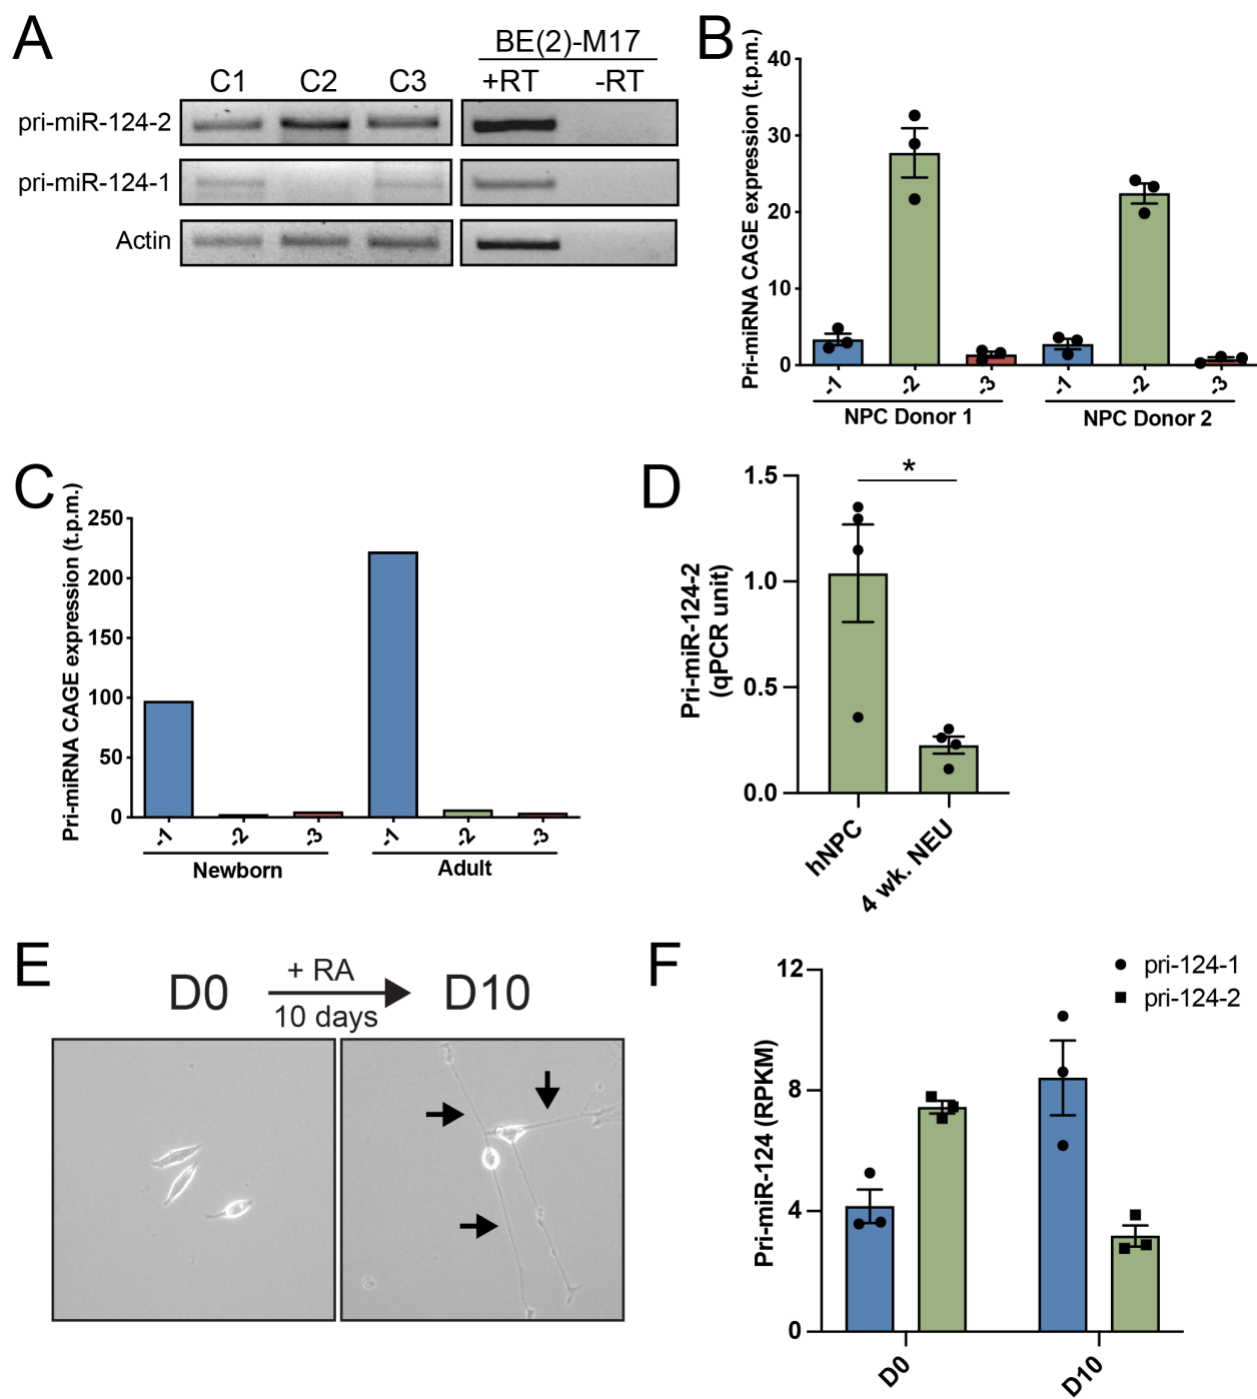 A
BE(2)-M17
C1 C2 C3 +RT -RT
pri-miR-124-2
pri-miR-124-1
Actin
B
Pri-miRNA CAGE expression (t.p.m.)
40
30
20
10
0
-1 -2 -3 -1 -2 -3
NPC Donor 1 NPC Donor 2
C
Pri-miRNA CAGE expression (t.p.m.)
250
200
150
100
50
0
-1 -2 -3 -1 -2 -3
Newborn Adult
D
Pri-miR-124-2
(qPCR unit)
*
1.5
1.0
0.5
0.0
hNPC 4 wk. NEU
E
D0 + RA D10
10 days
F
pri-124-1
pri-124-2
Pri-miR-124 (RPKM)
12
8
4
0
D0 D10